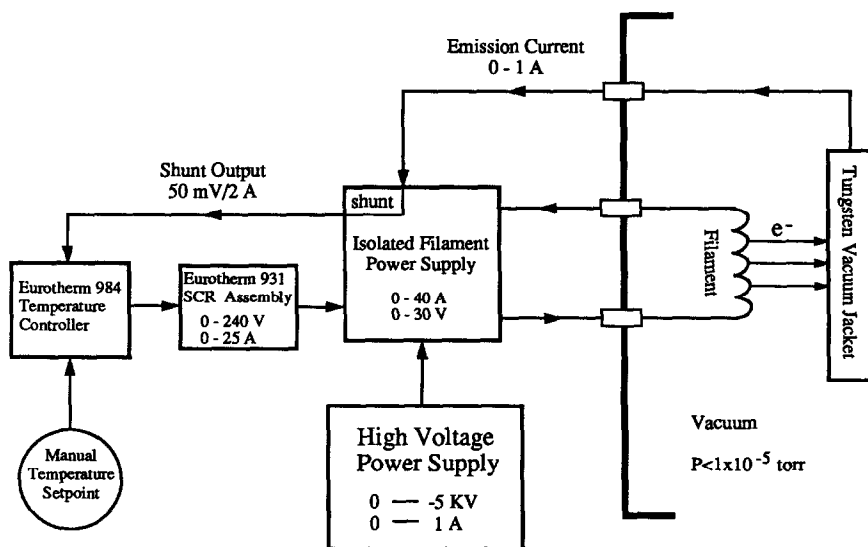 Emission Current
0 - 1 A
Shunt Output
50 mV/2 A
shunt
Isolated Filament
Power Supply
0 - 40 A
0 - 30 V
Eurotherm 984
Temperature
Controller
Eurotherm 931
SCR Assembly
0 - 240 V
0 - 25 A
Filament
e-
Tungsten Vacuum Jacket
Manual
Temperature
Setpoint
High Voltage
Power Supply
0 — -5 KV
0 — 1 A
Vacuum
P<1x10⁻⁵ torr